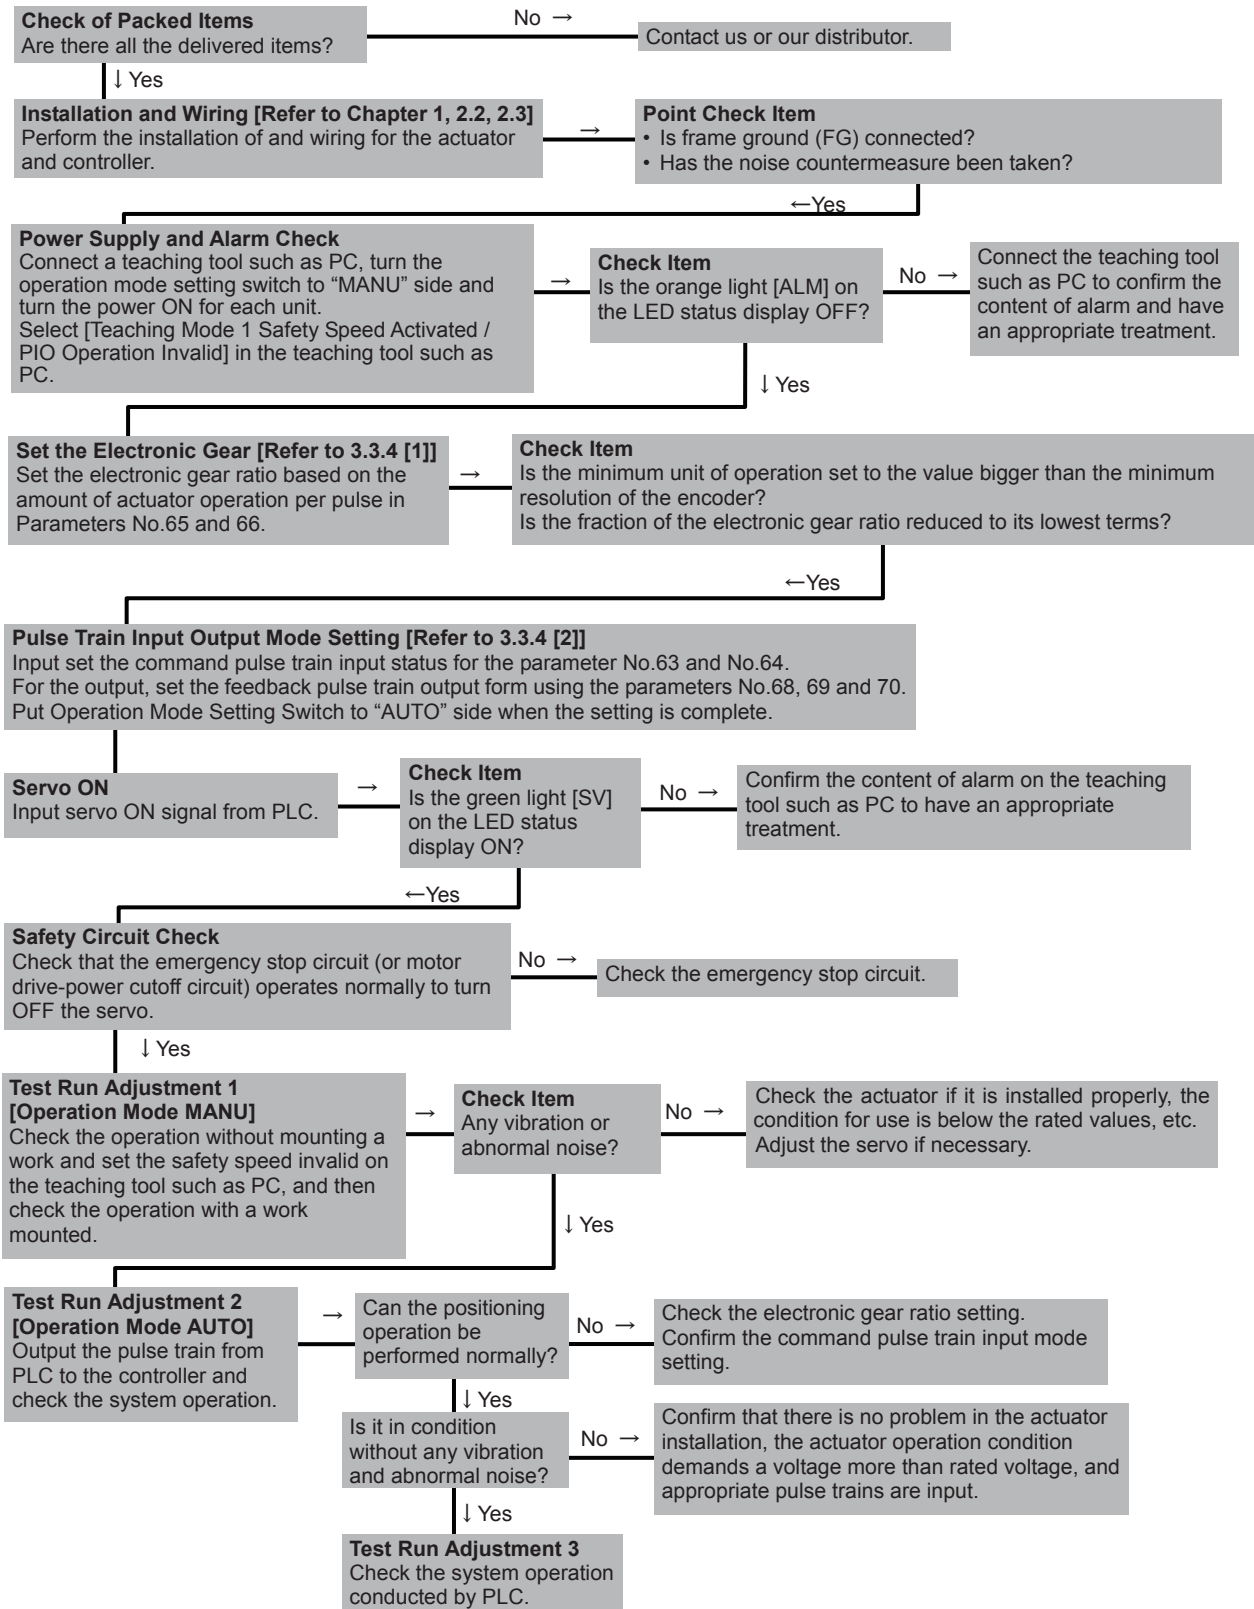 Check of Packed Items
Are there all the delivered items?
No →
Contact us or our distributor.
↓ Yes
Installation and Wiring [Refer to Chapter 1, 2.2, 2.3]
Perform the installation of and wiring for the actuator
and controller.
→
Point Check Item
• Is frame ground (FG) connected?
• Has the noise countermeasure been taken?
←Yes
Power Supply and Alarm Check
Connect a teaching tool such as PC, turn the
operation mode setting switch to “MANU” side and
turn the power ON for each unit.
Select [Teaching Mode 1 Safety Speed Activated /
PIO Operation Invalid] in the teaching tool such as
PC.
→
Check Item
Is the orange light [ALM] on
the LED status display OFF?
No →
Connect the teaching tool
such as PC to confirm the
content of alarm and have
an appropriate treatment.
↓ Yes
Set the Electronic Gear [Refer to 3.3.4 [1]]
Set the electronic gear ratio based on the
amount of actuator operation per pulse in
Parameters No.65 and 66.
→
Check Item
Is the minimum unit of operation set to the value bigger than the minimum
resolution of the encoder?
Is the fraction of the electronic gear ratio reduced to its lowest terms?
←Yes
Pulse Train Input Output Mode Setting [Refer to 3.3.4 [2]]
Input set the command pulse train input status for the parameter No.63 and No.64.
For the output, set the feedback pulse train output form using the parameters No.68, 69 and 70.
Put Operation Mode Setting Switch to “AUTO” side when the setting is complete.
Servo ON
Input servo ON signal from PLC.
→
Check Item
Is the green light [SV]
on the LED status
display ON?
No →
Confirm the content of alarm on the teaching
tool such as PC to have an appropriate
treatment.
←Yes
Safety Circuit Check
Check that the emergency stop circuit (or motor
drive-power cutoff circuit) operates normally to turn
OFF the servo.
No →
Check the emergency stop circuit.
↓ Yes
Test Run Adjustment 1
[Operation Mode MANU]
Check the operation without mounting a
work and set the safety speed invalid on
the teaching tool such as PC, and then
check the operation with a work
mounted.
→
Check Item
Any vibration or
abnormal noise?
No →
Check the actuator if it is installed properly, the
condition for use is below the rated values, etc.
Adjust the servo if necessary.
↓ Yes
Test Run Adjustment 2
[Operation Mode AUTO]
Output the pulse train from
PLC to the controller and
check the system operation.
→
Can the positioning
operation be
performed normally?
No →
Check the electronic gear ratio setting.
Confirm the command pulse train input mode
setting.
↓ Yes
Is it in condition
without any vibration
and abnormal noise?
No →
Confirm that there is no problem in the actuator
installation, the actuator operation condition
demands a voltage more than rated voltage, and
appropriate pulse trains are input.
↓ Yes
Test Run Adjustment 3
Check the system operation
conducted by PLC.